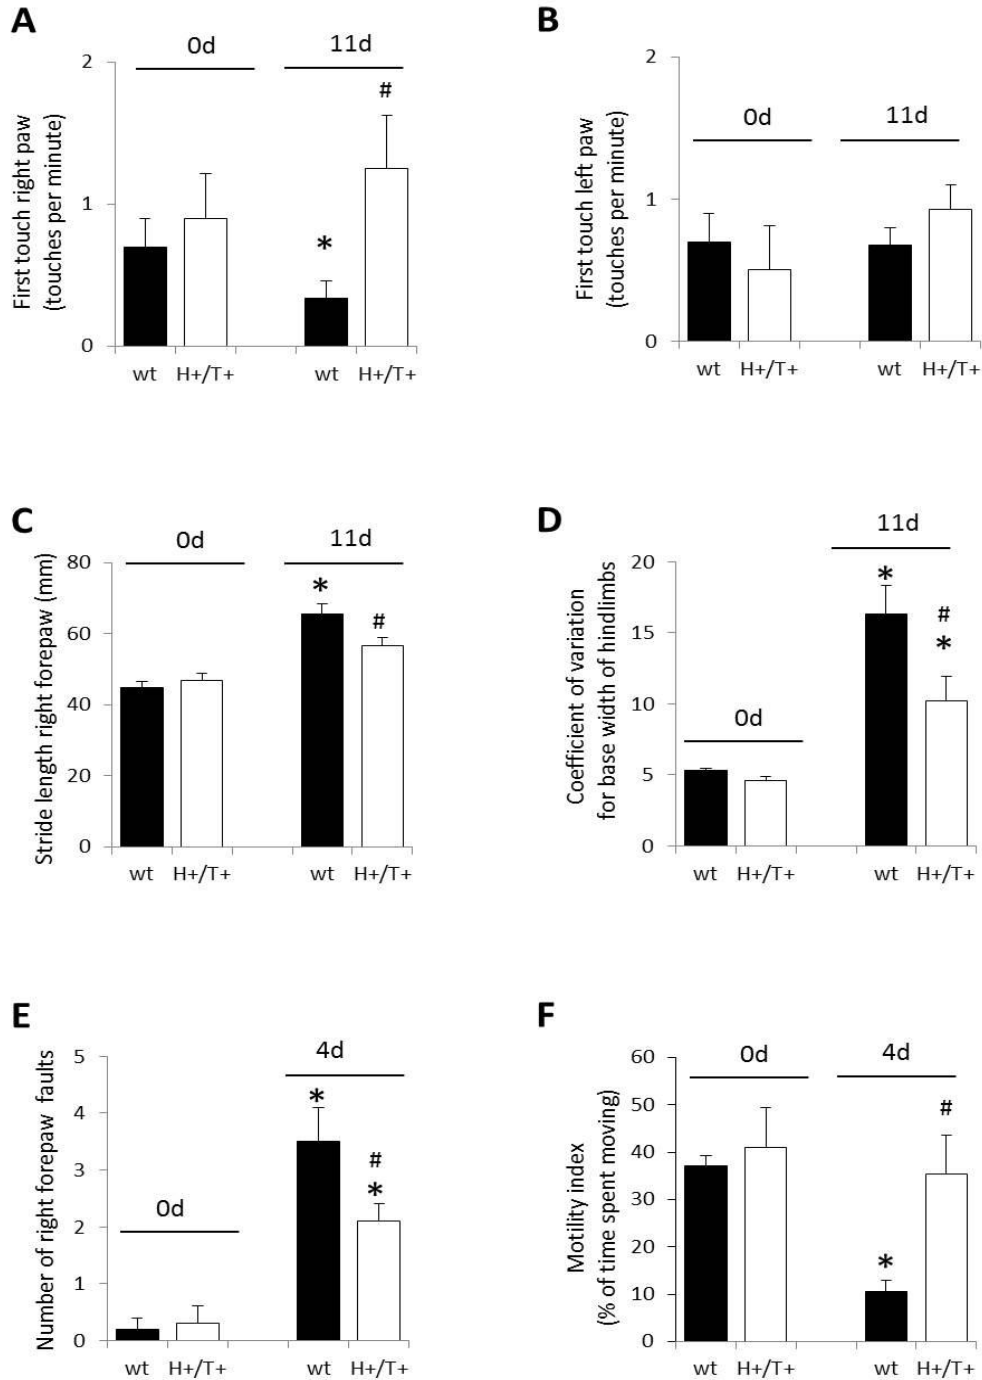 A
0d
11d
2
1
0
First touch right paw
(touches per minute)
*
#
wt
H+/T+
wt
H+/T+
B
0d
11d
2
1
0
First touch left paw
(touches per minute)
wt
H+/T+
wt
H+/T+
C
0d
11d
80
60
40
20
0
Stride length right forepaw (mm)
*
#
wt
H+/T+
wt
H+/T+
D
11d
0d
20
15
10
5
0
Coefficient of variation
for base width of hindlimbs
*
#
*
wt
H+/T+
wt
H+/T+
E
4d
0d
5
4
3
2
1
0
Number of right forepaw faults
*
#
*
wt
H+/T+
wt
H+/T+
F
0d
4d
60
50
40
30
20
10
0
Motility index
(% of time spent moving)
*
#
wt
H+/T+
wt
H+/T+